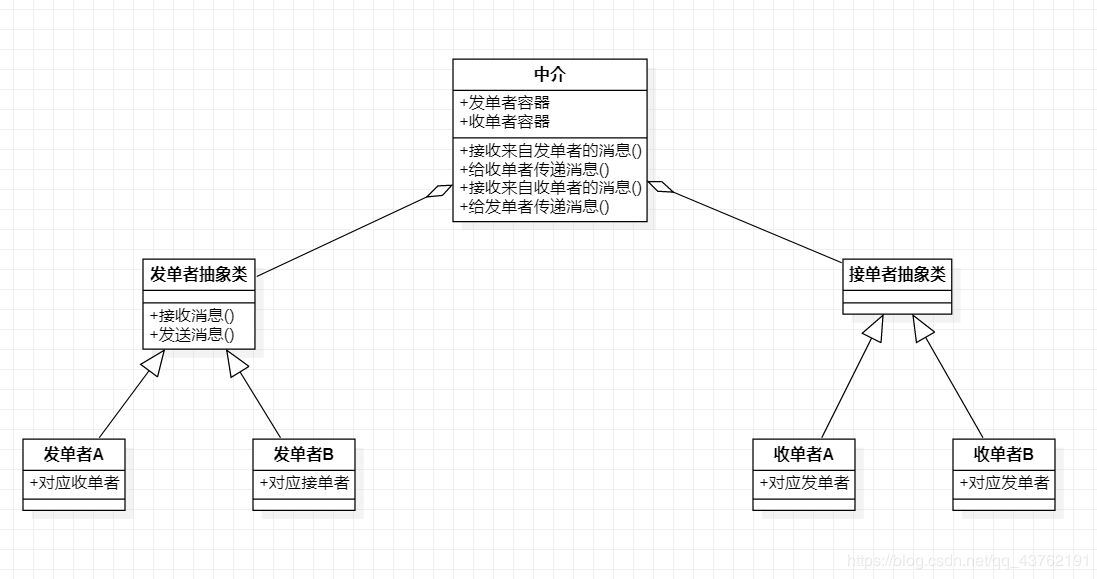 中介
+发单者容器
+收单者容器
+接收来自发单者的消息()
+给收单者传递消息()
+接收来自收单者的消息()
+给发单者传递消息()
发单者抽象类
+接收消息()
+发送消息()
接单者抽象类
发单者A
+对应收单者
发单者B
+对应接单者
收单者A
+对应发单者
收单者B
+对应发单者
https://blog.csdn.net/qq_43762191